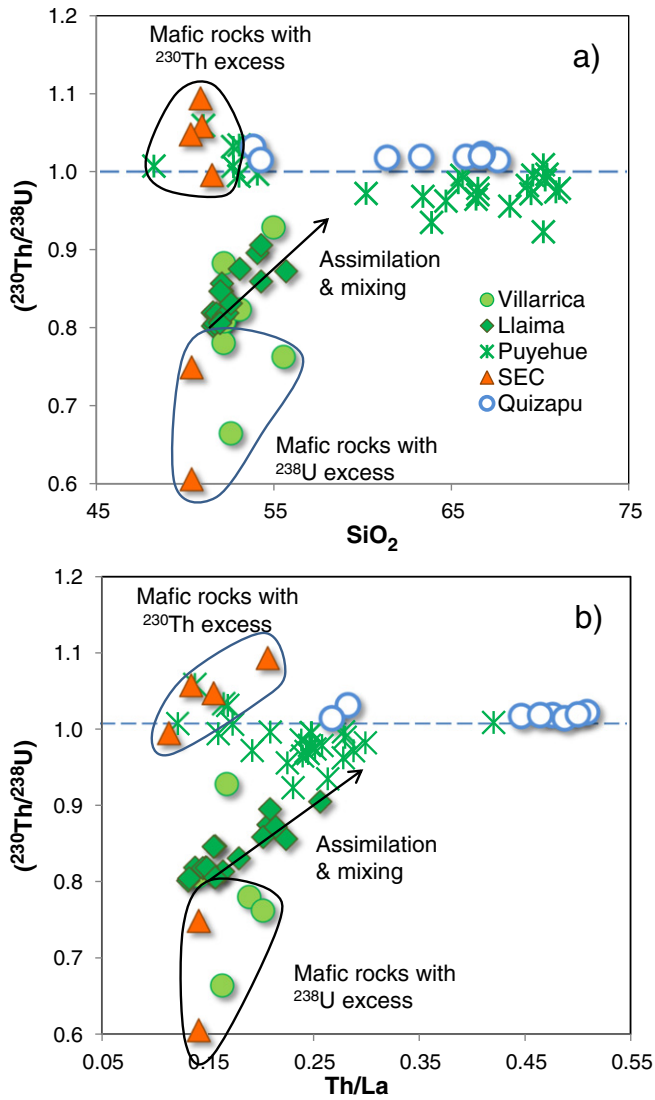 1.2
1.1
1.0
0.9
0.8
0.7
0.6
(²³⁰Th/²³⁸U)
a)
Mafic rocks with
²³⁰Th excess
Assimilation
& mixing
Villarrica
Llaima
Puyehue
SEC
Quizapu
Mafic rocks with
²³⁸U excess
45
55
65
75
SiO₂
1.2
1.1
1.0
0.9
0.8
0.7
0.6
(²³⁰Th/²³⁸U)
b)
Mafic rocks with
²³⁰Th excess
Assimilation
& mixing
Mafic rocks with
²³⁸U excess
0.05
0.15
0.25
0.35
0.45
0.55
Th/La